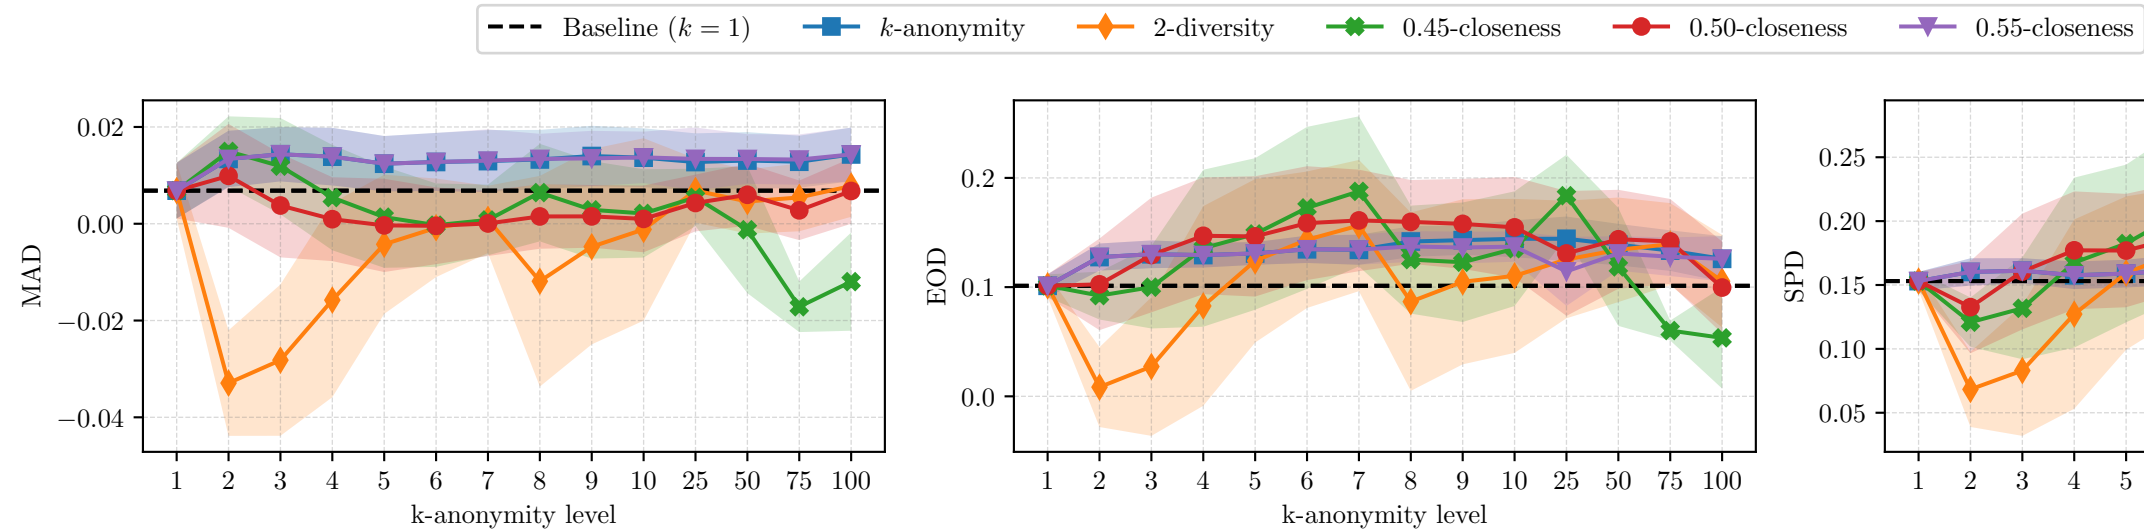 Baseline (k = 1)
k-anonymity
2-diversity
0.45-closeness
0.50-closeness
0.55-closeness
MAD
0.02
0.00
−0.02
−0.04
1 2 3 4 5 6 7 8 9 10 25 50 75 100
k-anonymity level
EOD
0.2
0.1
0.0
1 2 3 4 5 6 7 8 9 10 25 50 75 100
k-anonymity level
SPD
0.25
0.20
0.15
0.10
0.05
1 2 3 4 5